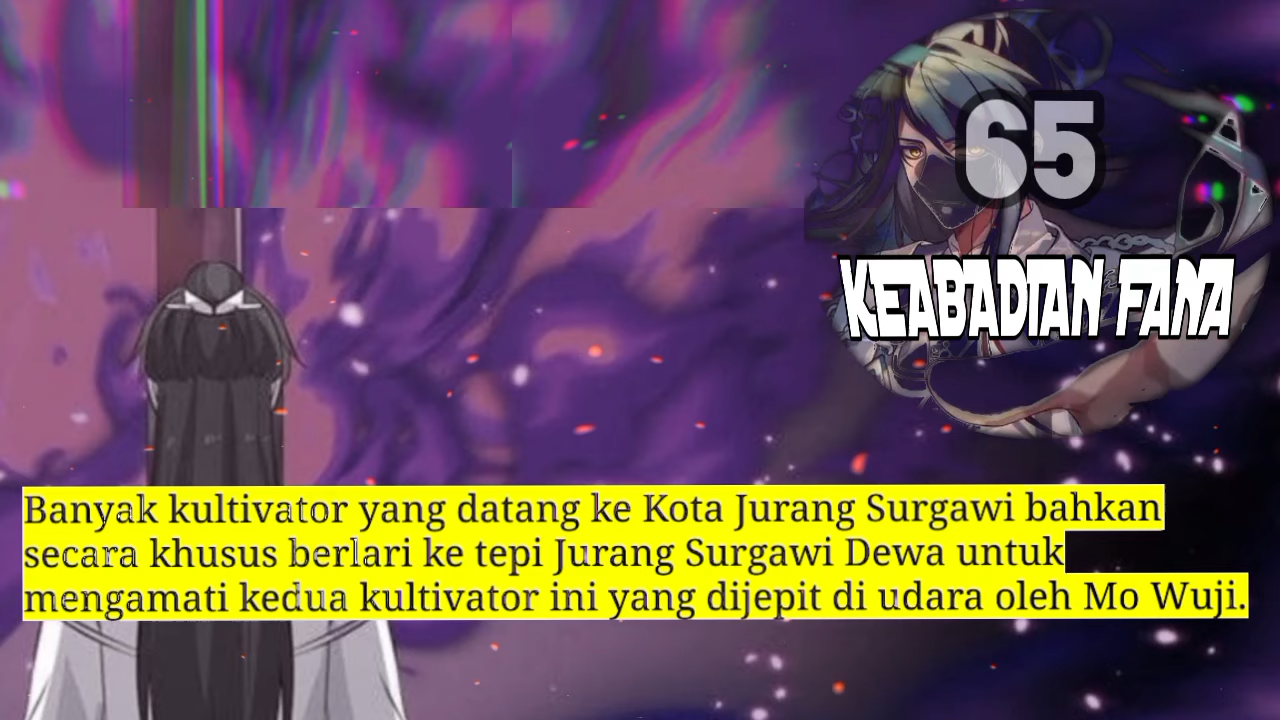 65
KEABADIAN FANA
Banyak kultivator yang datang ke Kota Jurang Surgawi bahkan
secara khusus berlari ke tepi Jurang Surgawi Dewa untuk
mengamati kedua kultivator ini yang dijepit di udara oleh Mo Wuji.